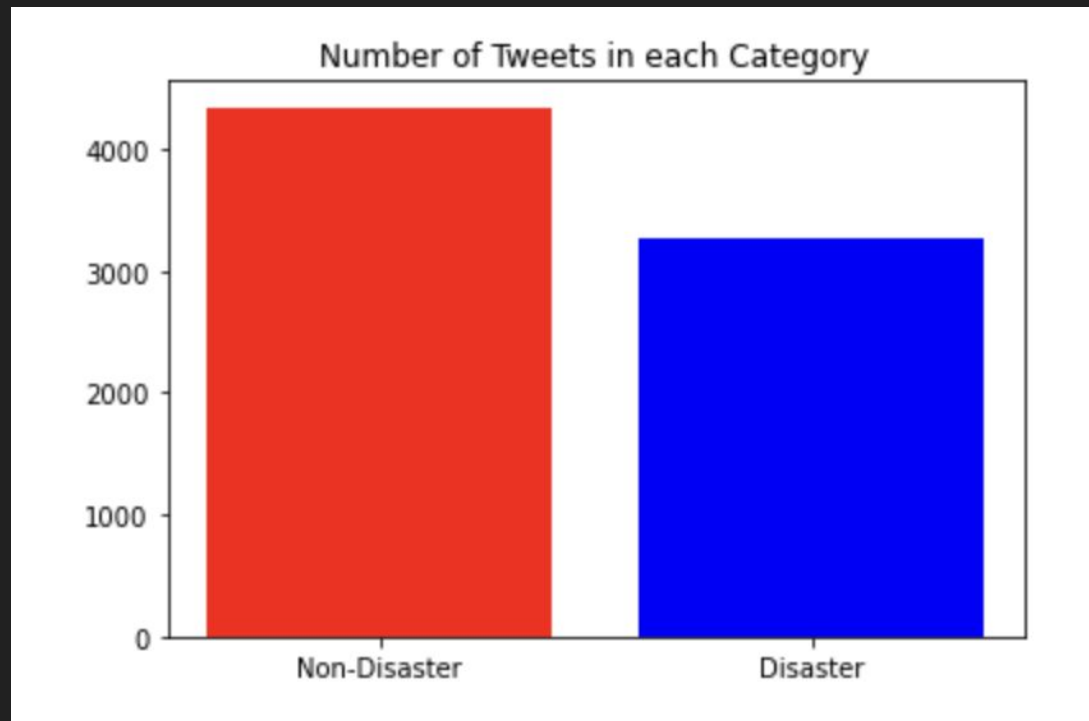 Number of Tweets in each Category
4000
3000
2000
1000
0
Non-Disaster Disaster